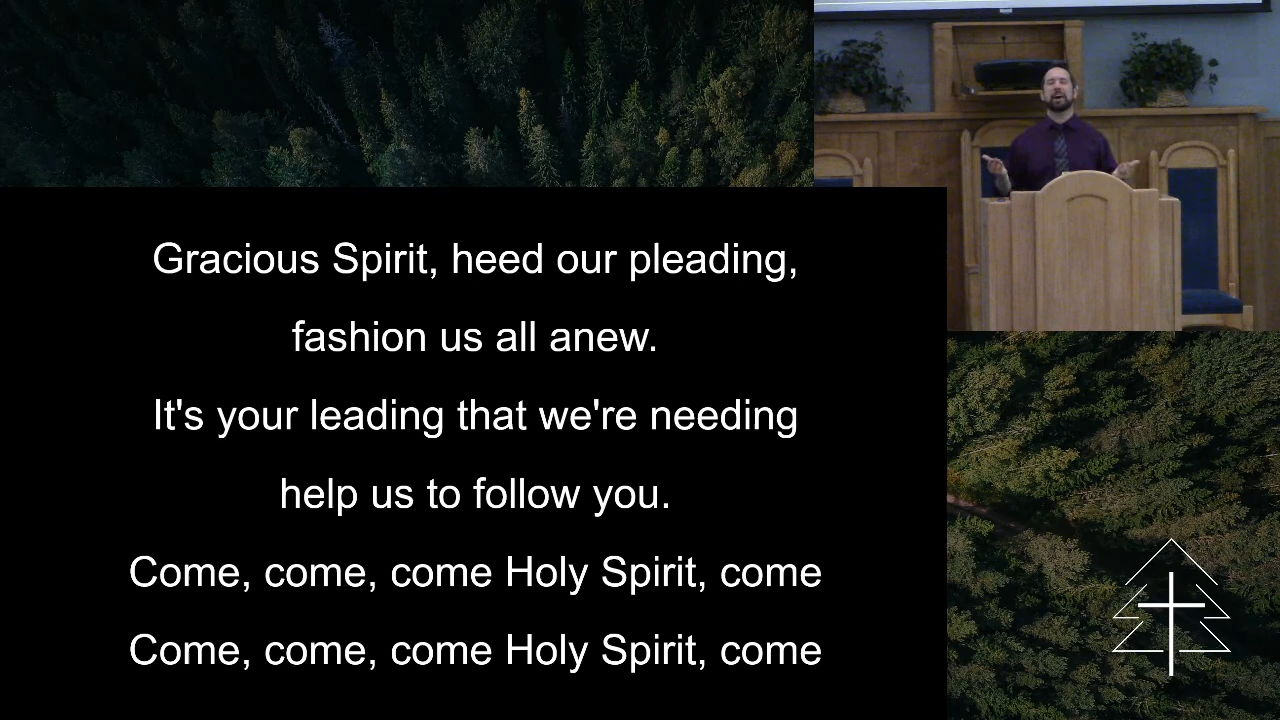 Gracious Spirit, heed our pleading,
fashion us all anew.
It's your leading that we're needing
help us to follow you.
Come, come, come Holy Spirit, come
Come, come, come Holy Spirit, come